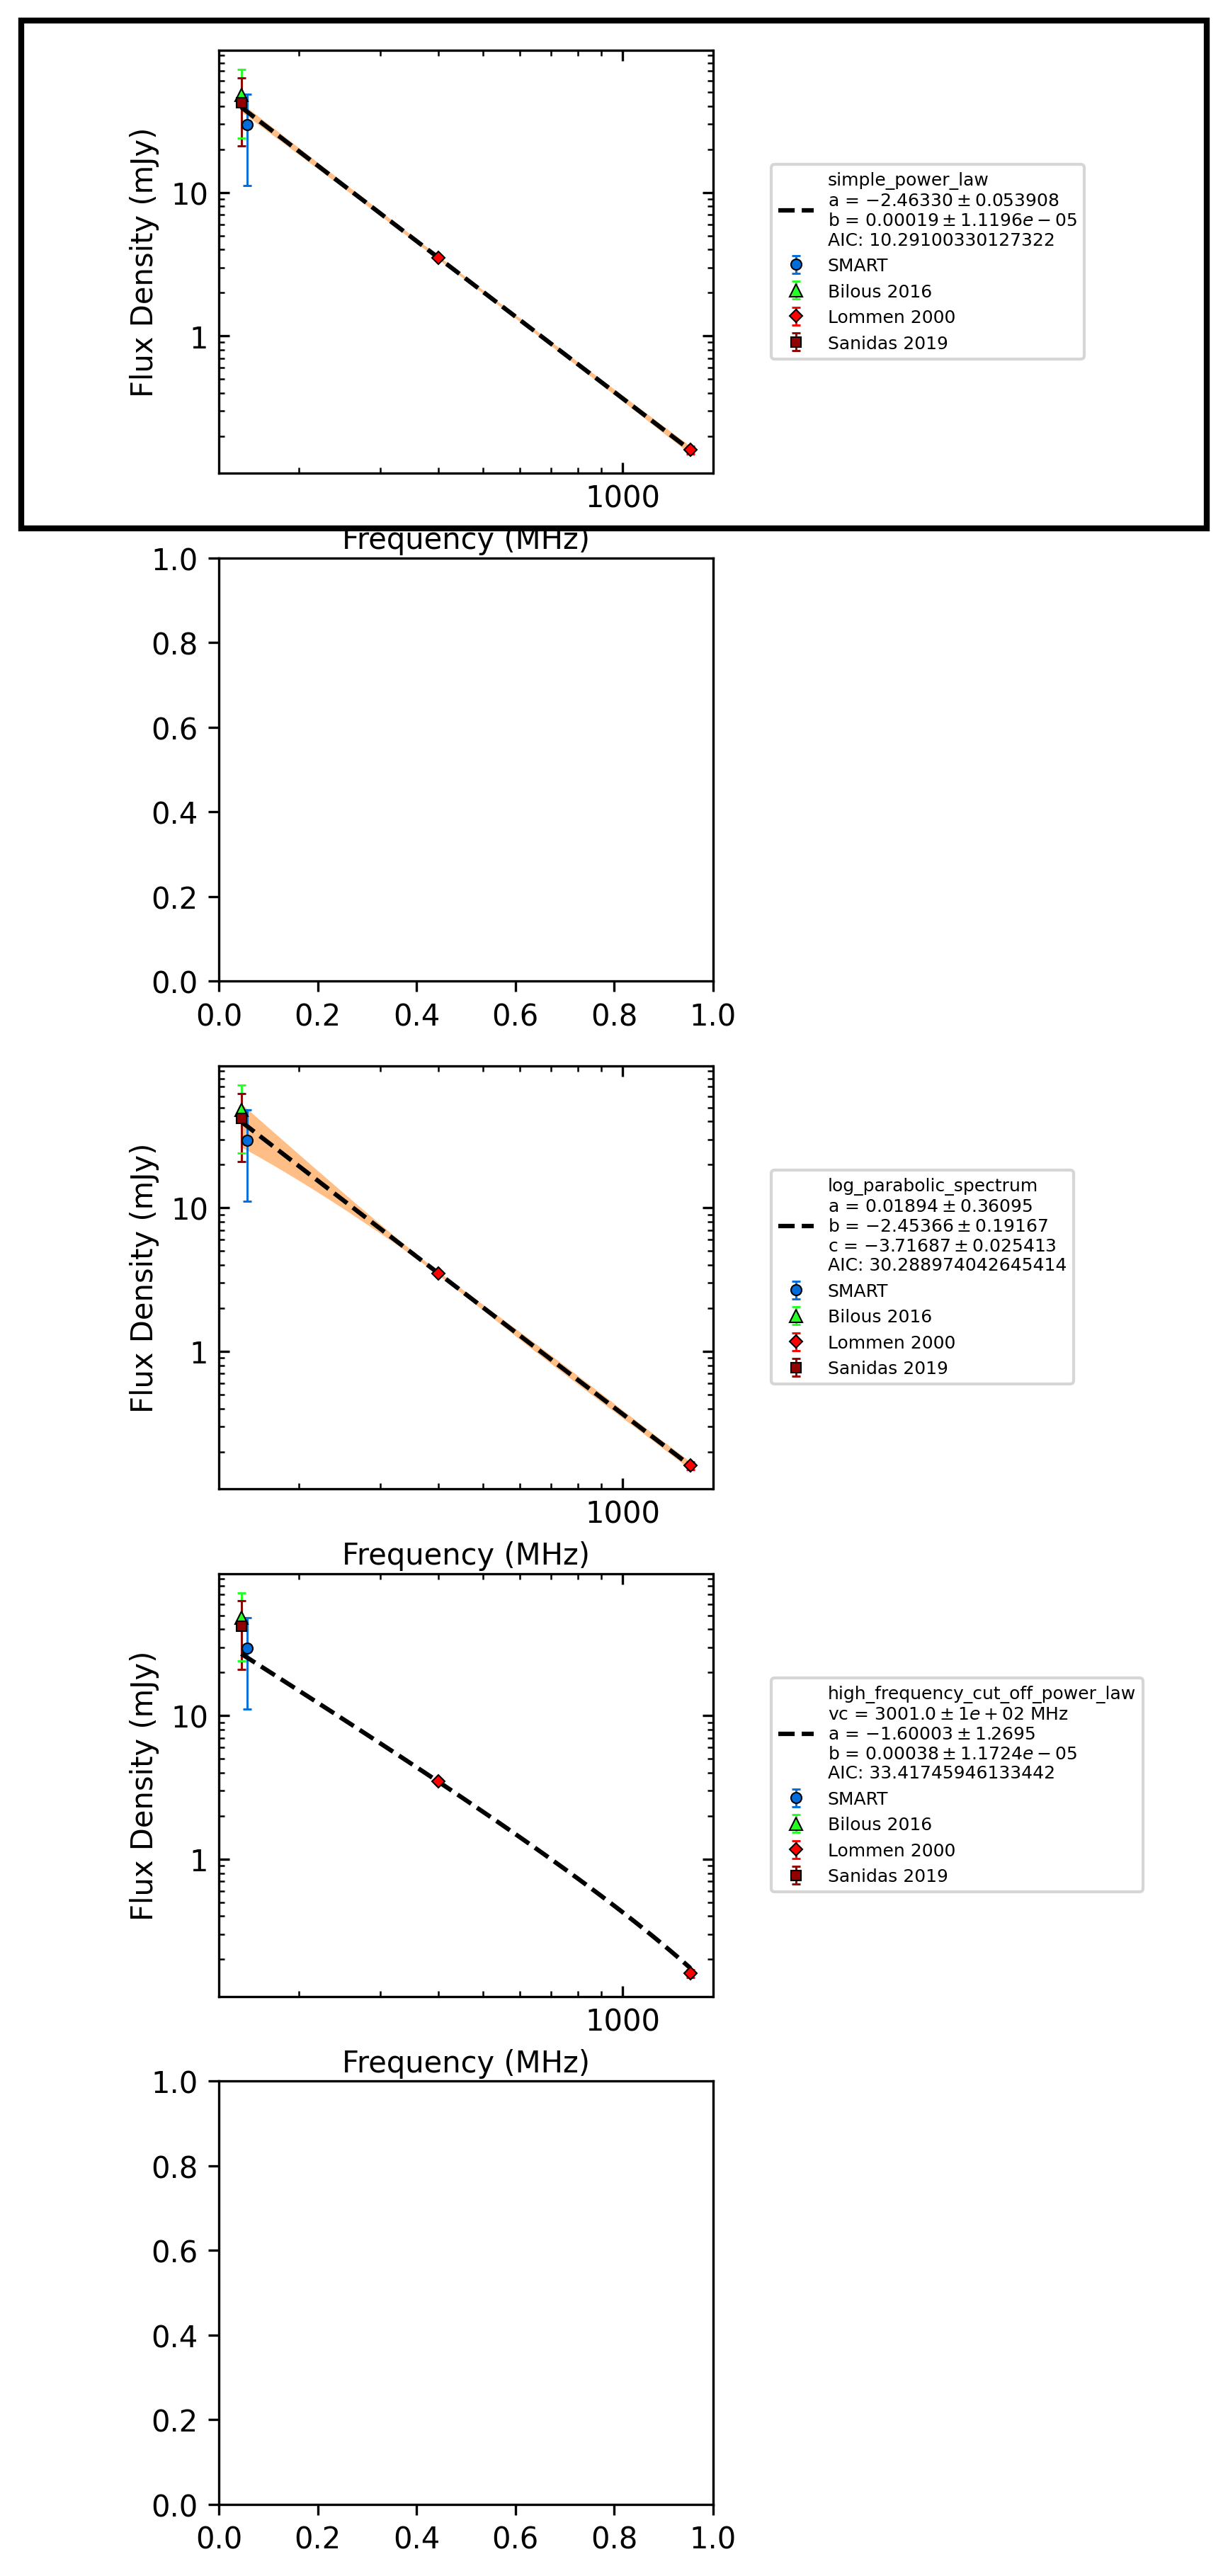 Flux Density (mJy)
10
1
1000
simple_power_law
a = −2.46330 ± 0.053908
b = 0.00019 ± 1.1196e − 05
AIC: 10.29100330127322
SMART
Bilous 2016
Lommen 2000
Sanidas 2019
Frequency (MHz)
1.0
0.8
0.6
0.4
0.2
0.0
0.0 0.2 0.4 0.6 0.8 1.0
Flux Density (mJy)
10
1
1000
log_parabolic_spectrum
a = 0.01894 ± 0.36095
b = −2.45366 ± 0.19167
c = −3.71687 ± 0.025413
AIC: 30.288974042645414
SMART
Bilous 2016
Lommen 2000
Sanidas 2019
Frequency (MHz)
Flux Density (mJy)
10
1
1000
high_frequency_cut_off_power_law
vc = 3001.0 ± 1e + 02 MHz
a = −1.60003 ± 1.2695
b = 0.00038 ± 1.1724e − 05
AIC: 33.41745946133442
SMART
Bilous 2016
Lommen 2000
Sanidas 2019
Frequency (MHz)
1.0
0.8
0.6
0.4
0.2
0.0
0.0 0.2 0.4 0.6 0.8 1.0